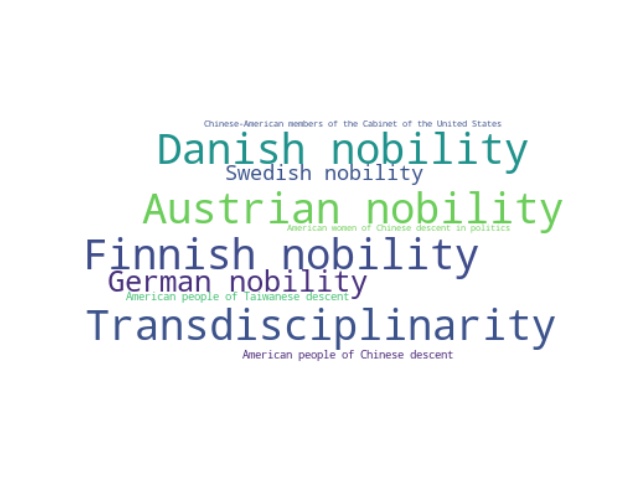 Chinese-American members of the Cabinet of the United States
Danish nobility
Swedish nobility
Austrian nobility
American women of Chinese descent in politics
Finnish nobility
German nobility
American people of Taiwanese descent
Transdisciplinarity
American people of Chinese descent